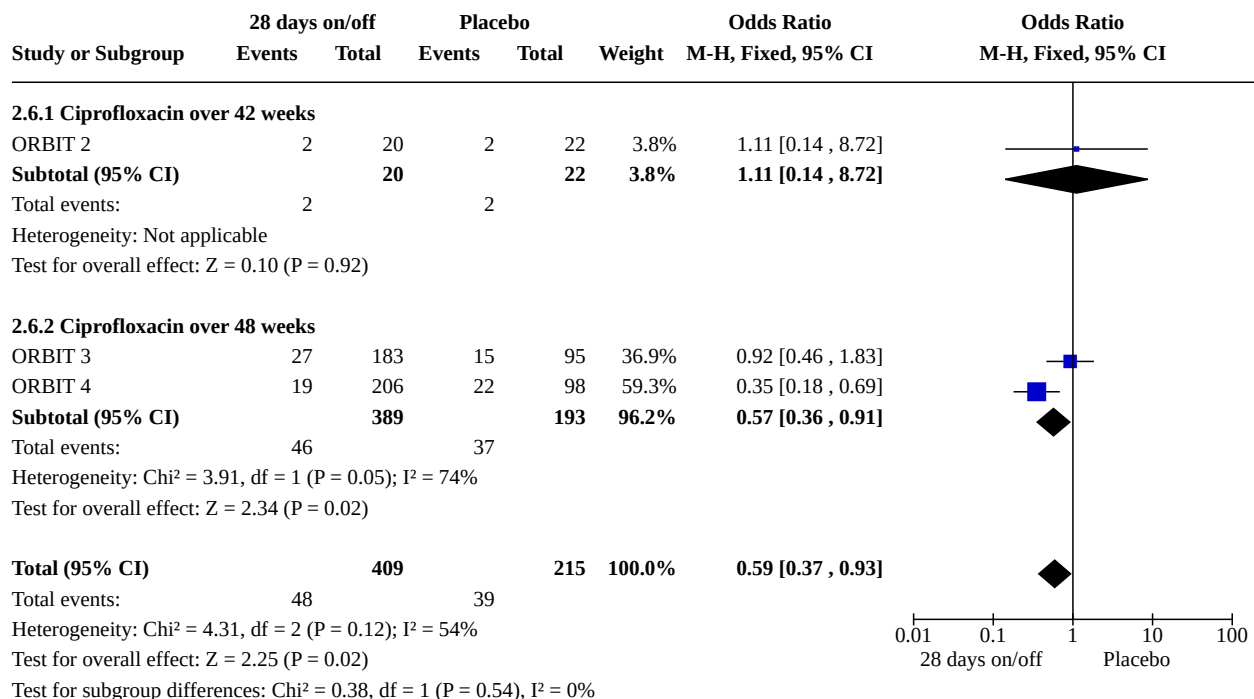 28 days on/off Placebo Odds Ratio Odds Ratio
Study or Subgroup Events Total Events Total Weight M-H, Fixed, 95% CI M-H, Fixed, 95% CI
2.6.1 Ciprofloxacin over 42 weeks
ORBIT 2 2 20 2 22 3.8% 1.11 [0.14 , 8.72]
Subtotal (95% CI) 20 22 3.8% 1.11 [0.14 , 8.72]
Total events: 2 2
Heterogeneity: Not applicable
Test for overall effect: Z = 0.10 (P = 0.92)
2.6.2 Ciprofloxacin over 48 weeks
ORBIT 3 27 183 15 95 36.9% 0.92 [0.46 , 1.83]
ORBIT 4 19 206 22 98 59.3% 0.35 [0.18 , 0.69]
Subtotal (95% CI) 389 193 96.2% 0.57 [0.36 , 0.91]
Total events: 46 37
Heterogeneity: Chi² = 3.91, df = 1 (P = 0.05); I² = 74%
Test for overall effect: Z = 2.34 (P = 0.02)
Total (95% CI) 409 215 100.0% 0.59 [0.37 , 0.93]
Total events: 48 39
Heterogeneity: Chi² = 4.31, df = 2 (P = 0.12); I² = 54%
0.01 0.1 1 10 100
Test for overall effect: Z = 2.25 (P = 0.02)
28 days on/off Placebo
Test for subgroup differences: Chi² = 0.38, df = 1 (P = 0.54), I² = 0%